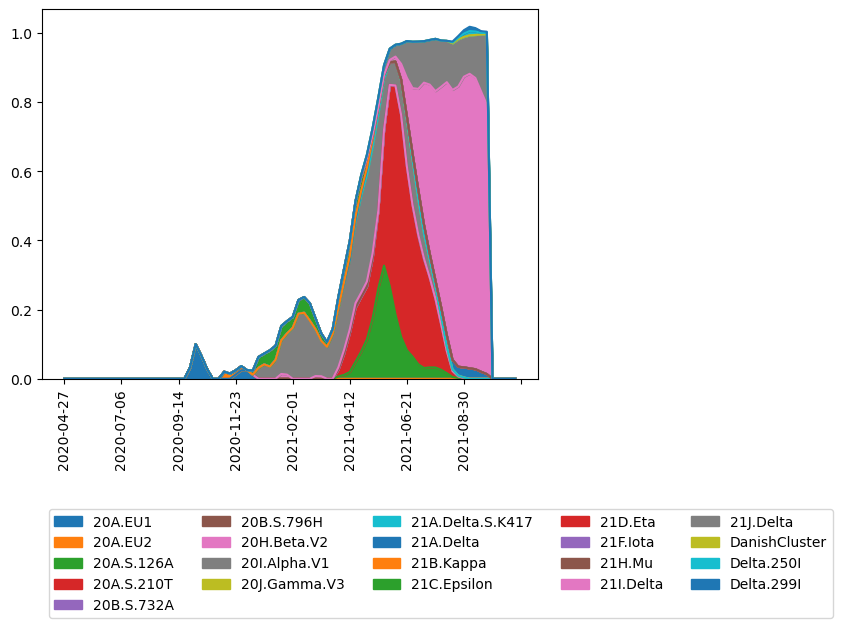 1.0
0.8
0.6
0.4
0.2
0.0
2020-04-27
2020-07-06
2020-09-14
2020-11-23
2021-02-01
2021-04-12
2021-06-21
2021-08-30
20A.EU1 20B.S.796H 21A.Delta.S.K417 21D.Eta 21J.Delta
20A.EU2 20H.Beta.V2 21A.Delta 21F.Iota DanishCluster
20A.S.126A 20I.Alpha.V1 21B.Kappa 21H.Mu Delta.250I
20A.S.210T 20J.Gamma.V3 21C.Epsilon 21I.Delta Delta.299I
20B.S.732A